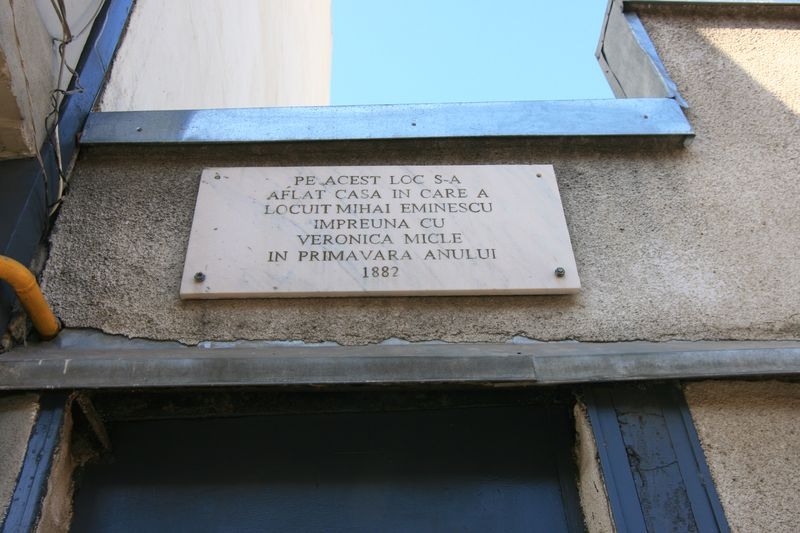 PE ACEST LOC S-A
AFLAT CASA IN CARE A
LOCUIT MIHAI EMINESCU
IMPREUNA CU
VERONICA MICLE
IN PRIMAVARA ANULUI
1882